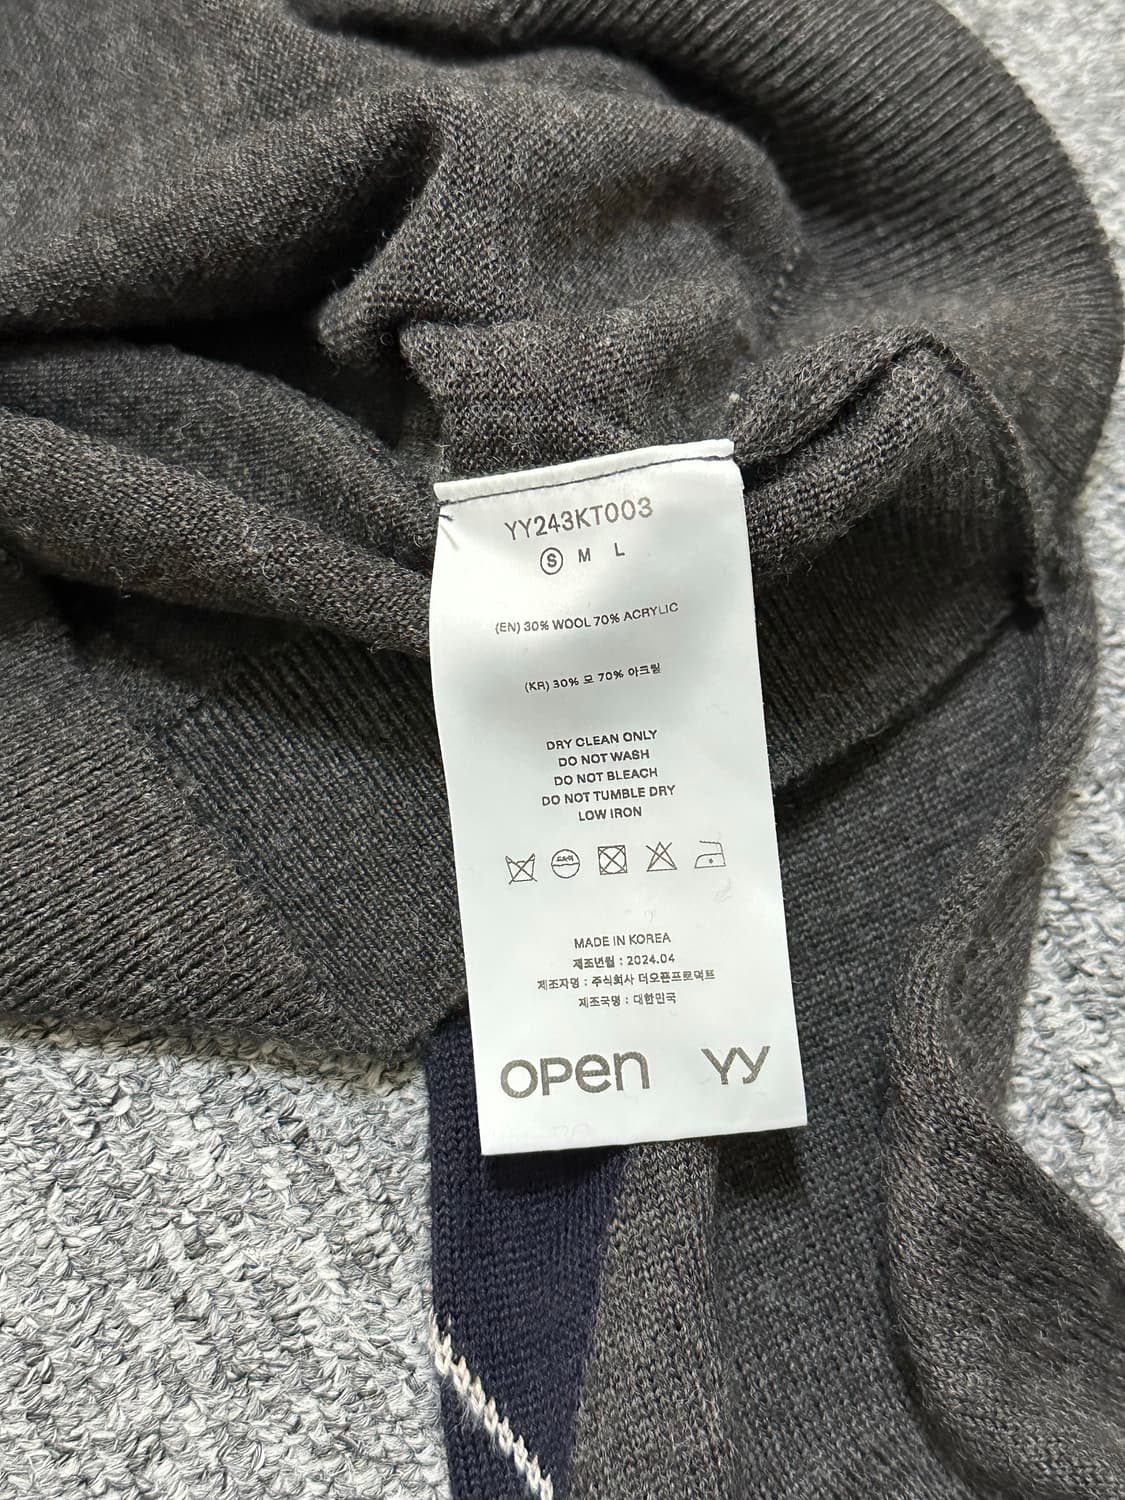 YY243KT003
S M L
(EN) 30% WOOL 70% ACRYLIC
(KR) 30% 모 70% 아크릴
DRY CLEAN ONLY
DO NOT WASH
DO NOT BLEACH
DO NOT TUMBLE DRY
LOW IRON
MADE IN KOREA
제조년월 : 2024.04
제조자명 : 주식회사 더오픈프로덕트
제조국명 : 대한민국
open YY